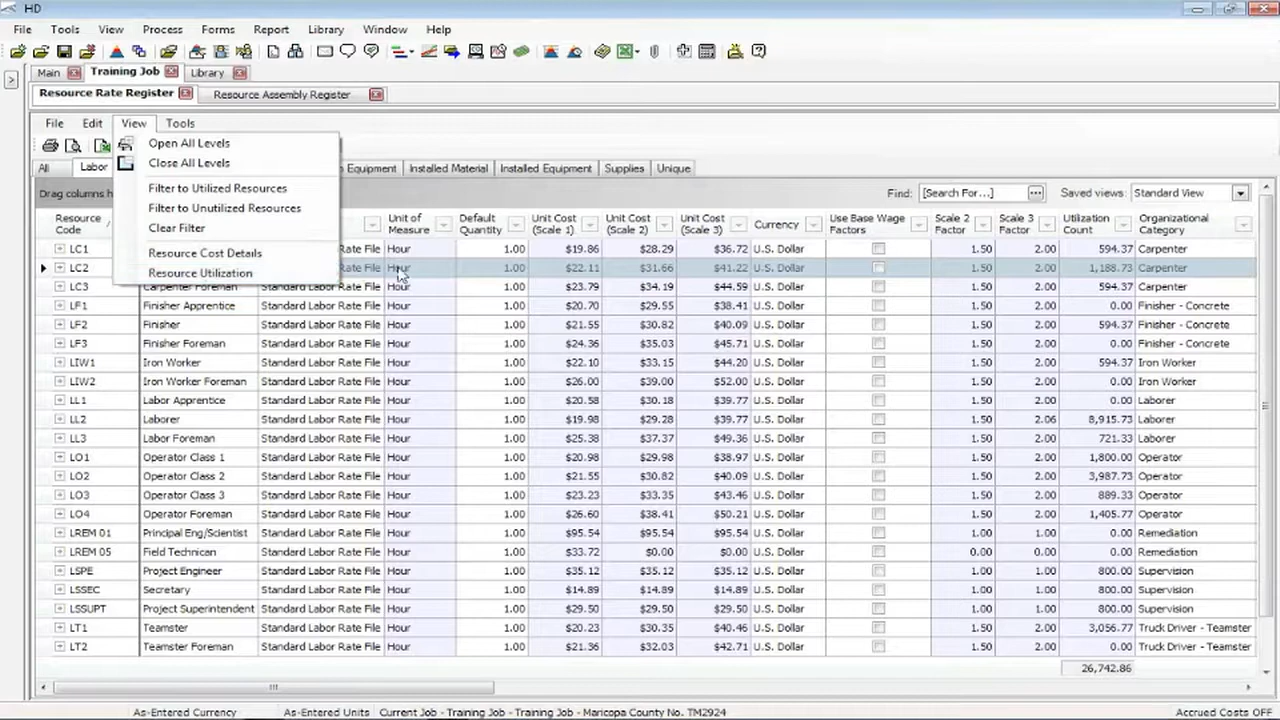 HD
File Tools View Process Forms Report Library Window Help
Main Training Job Library
Resource Rate Register Resource Assembly Register
File Edit View Tools
Open All Levels
Close All Levels
All Labor n Equipment Installed Material Installed Equipment Supplies Unique
Filter to Utilized Resources
Drag columns h Find: [Search For...] Saved views: Standard View
Filter to Unutilized Resources
Clear Filter
Resource Cost Details
Resource Utilization
Resource Code Unit of Measure Default Quantity Unit Cost (Scale 1) Unit Cost (Scale 2) Unit Cost (Scale 3) Currency Use Base Wage Factors Scale 2 Factor Scale 3 Factor Utilization Count Organizational Category
LC1 Rate File Hour 1.00 $19.86 $28.29 $36.72 U.S. Dollar 1.50 2.00 594.37 Carpenter
LC2 Rate File Hour 1.00 $22.11 $31.66 $41.22 U.S. Dollar 1.50 2.00 1,188.73 Carpenter
LC3 Carpenter Foreman Standard Labor Rate File Hour 1.00 $23.79 $34.19 $44.59 U.S. Dollar 1.50 2.00 594.37 Carpenter
LF1 Finisher Apprentice Standard Labor Rate File Hour 1.00 $20.70 $29.55 $38.41 U.S. Dollar 1.50 2.00 0.00 Finisher - Concrete
LF2 Finisher Standard Labor Rate File Hour 1.00 $21.55 $30.82 $40.09 U.S. Dollar 1.50 2.00 594.37 Finisher - Concrete
LF3 Finisher Foreman Standard Labor Rate File Hour 1.00 $24.36 $35.03 $45.71 U.S. Dollar 1.50 2.00 0.00 Finisher - Concrete
LIW1 Iron Worker Standard Labor Rate File Hour 1.00 $22.10 $33.15 $44.20 U.S. Dollar 1.50 2.00 594.37 Iron Worker
LIW2 Iron Worker Foreman Standard Labor Rate File Hour 1.00 $26.00 $39.00 $52.00 U.S. Dollar 1.50 2.00 0.00 Iron Worker
LL1 Labor Apprentice Standard Labor Rate File Hour 1.00 $20.58 $30.18 $39.77 U.S. Dollar 1.50 2.00 0.00 Laborer
LL2 Laborer Standard Labor Rate File Hour 1.00 $19.98 $29.28 $39.77 U.S. Dollar 1.50 2.06 8,915.73 Laborer
LL3 Labor Foreman Standard Labor Rate File Hour 1.00 $25.38 $37.37 $49.36 U.S. Dollar 1.50 2.00 721.33 Laborer
LO1 Operator Class 1 Standard Labor Rate File Hour 1.00 $20.98 $29.98 $38.97 U.S. Dollar 1.50 2.00 1,800.00 Operator
LO2 Operator Class 2 Standard Labor Rate File Hour 1.00 $21.55 $30.82 $40.09 U.S. Dollar 1.50 2.00 3,987.73 Operator
LO3 Operator Class 3 Standard Labor Rate File Hour 1.00 $23.23 $33.35 $43.46 U.S. Dollar 1.50 2.00 889.33 Operator
LO4 Operator Foreman Standard Labor Rate File Hour 1.00 $26.60 $38.41 $50.21 U.S. Dollar 1.50 2.00 1,405.77 Operator
LREM 01 Principal Eng/Scientist Standard Labor Rate File Hour 1.00 $95.54 $95.54 $95.54 U.S. Dollar 1.00 1.00 0.00 Remediation
LREM 05 Field Technican Standard Labor Rate File Hour 1.00 $33.72 $0.00 $0.00 U.S. Dollar 0.00 0.00 0.00 Remediation
LSPE Project Engineer Standard Labor Rate File Hour 1.00 $35.12 $35.12 $35.12 U.S. Dollar 1.00 1.00 800.00 Supervision
LSSEC Secretary Standard Labor Rate File Hour 1.00 $14.89 $14.89 $14.89 U.S. Dollar 1.00 1.00 800.00 Supervision
LSSUPT Project Superintendent Standard Labor Rate File Hour 1.00 $29.50 $29.50 $29.50 U.S. Dollar 1.00 1.00 800.00 Supervision
LT1 Teamster Standard Labor Rate File Hour 1.00 $20.23 $30.35 $40.46 U.S. Dollar 1.50 2.00 3,056.77 Truck Driver - Teamster
LT2 Teamster Foreman Standard Labor Rate File Hour 1.00 $21.36 $32.03 $42.71 U.S. Dollar 1.50 2.00 0.00 Truck Driver - Teamster
26,742.86
As-Entered Currency As-Entered Units Current Job - Training Job - Training Job - Maricopa County No. TM2924 Accrued Costs OFF